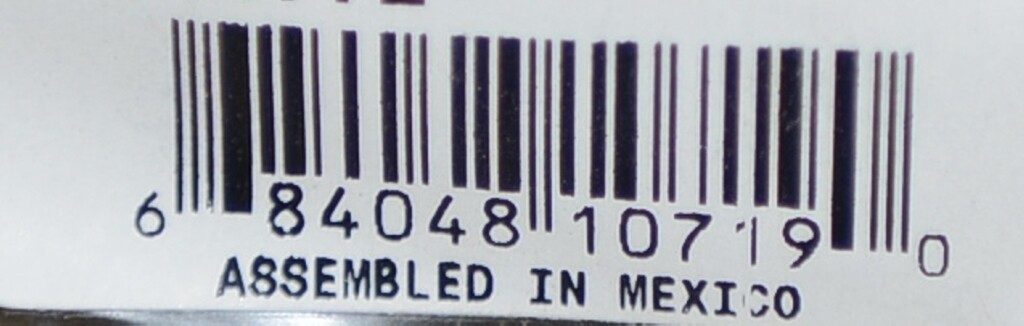 6 84048 10719 0
ASSEMBLED IN MEXICO